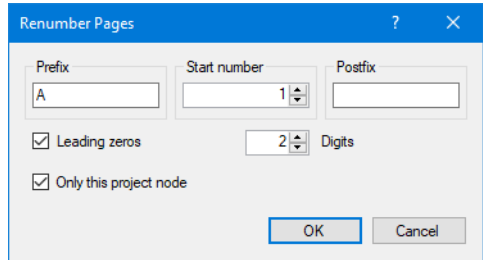 Renumber Pages ?
Prefix Start number Postfix
A 1
Leading zeros 2 Digits
Only this project node
OK Cancel